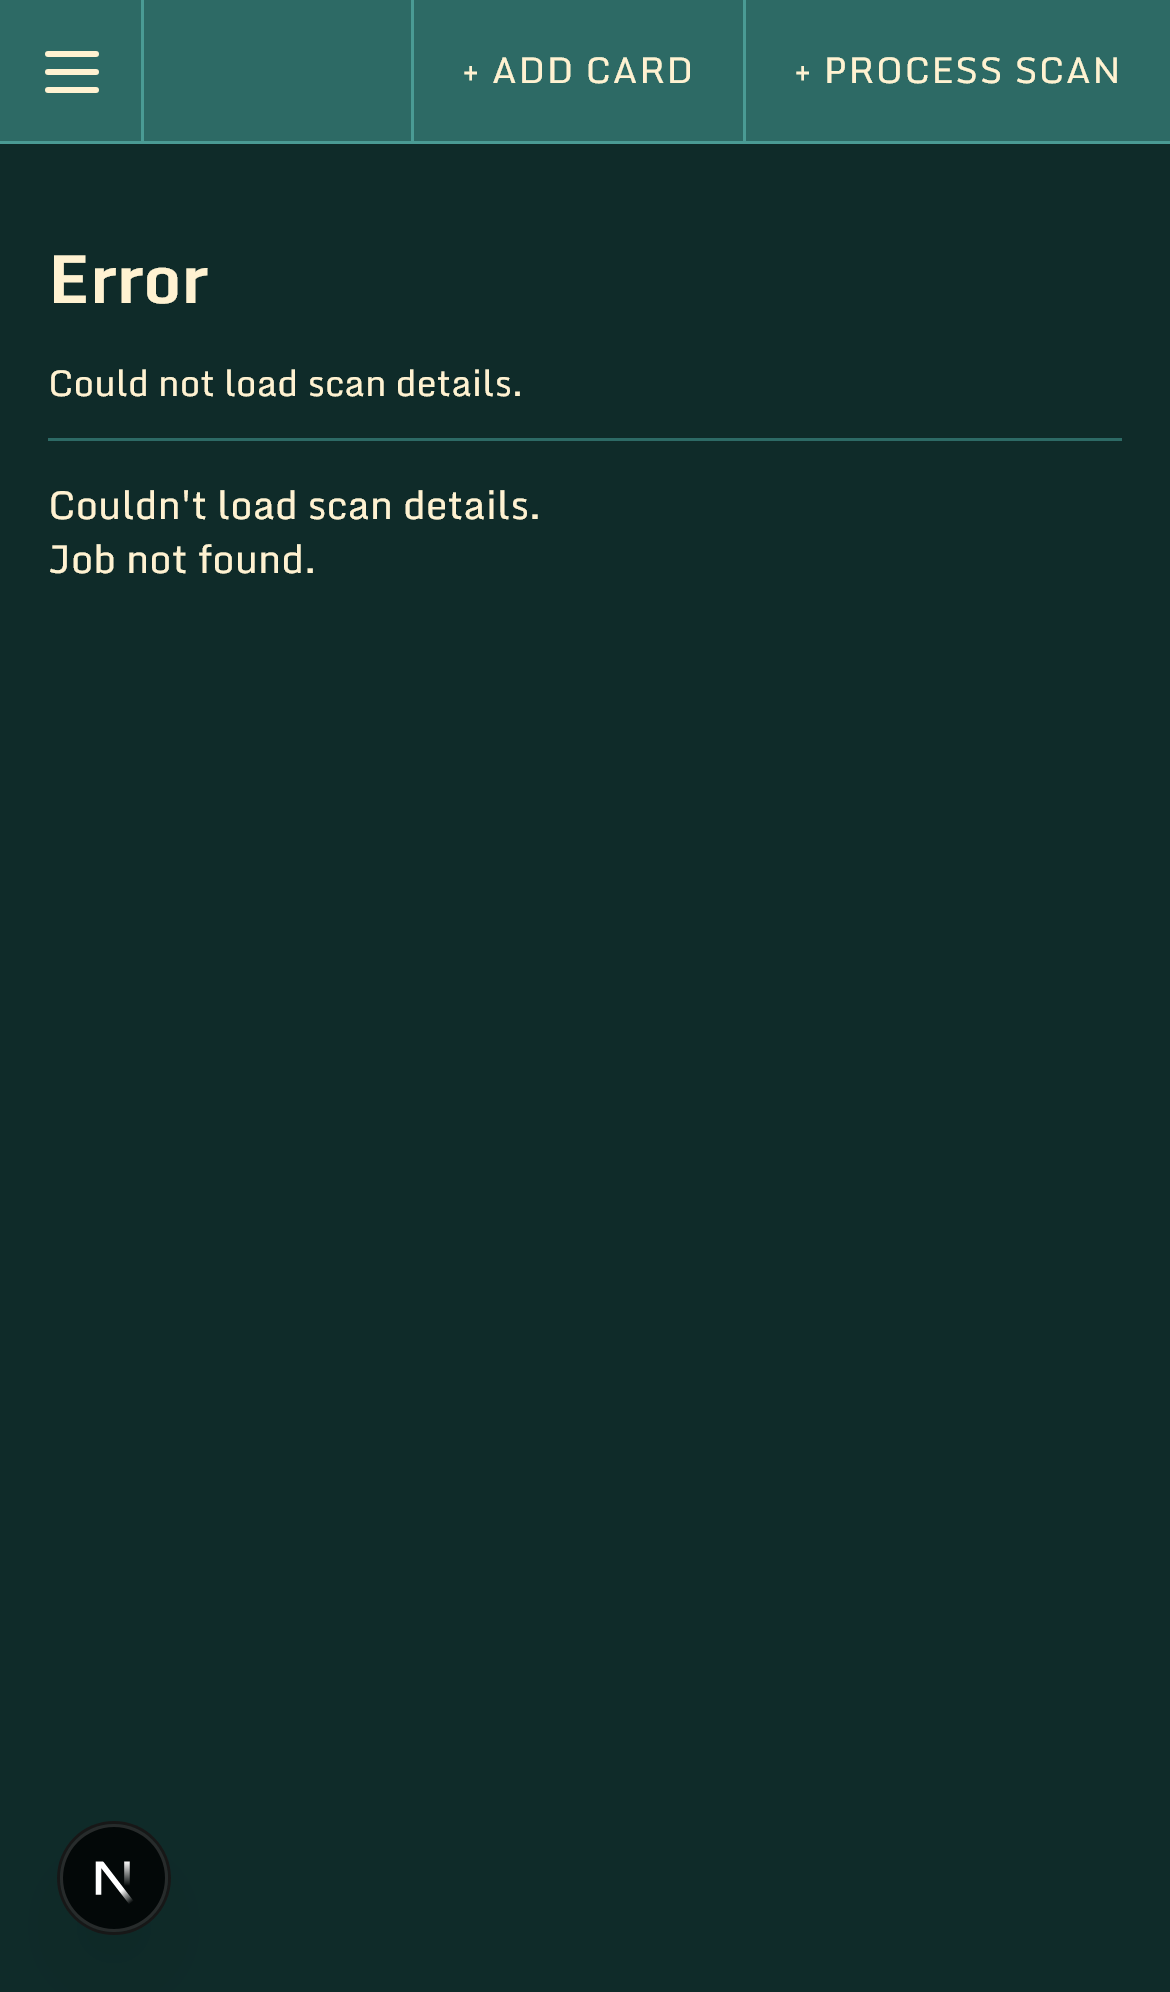 + ADD CARD
+ PROCESS SCAN
Error
Could not load scan details.
Couldn't load scan details.
Job not found.
N